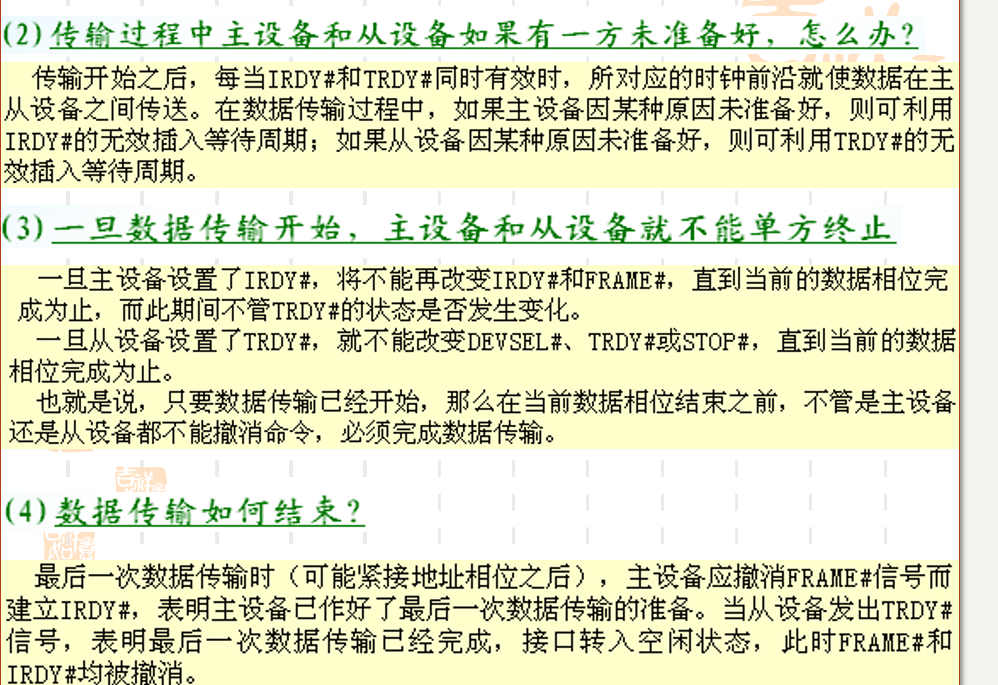 (2)传输过程中主设备和从设备如果有一方未准备好，怎么办?
传输开始之后，每当IRDY#和TRDY#同时有效时，所对应的时钟前沿就使数据在主
从设备之间传送。在数据传输过程中，如果主设备因某种原因未准备好，则可利用
IRDY#的无效插入等待周期；如果从设备因某种原因未准备好，则可利用TRDY#的无
效插入等待周期。
(3)一旦数据传输开始，主设备和从设备就不能单方终止
一旦主设备设置了IRDY#，将不能再改变IRDY#和FRAME#，直到当前的数据相位完
成为止，而此期间不管TRDY#的状态是否发生变化。
一旦从设备设置了TRDY#，就不能改变DEVSEL#、TRDY#或STOP#，直到当前的数据
相位完成为止。
也就是说，只要数据传输已经开始，那么在当前数据相位结束之前，不管是主设备
还是从设备都不能撤消命令，必须完成数据传输。
(4)数据传输如何结束?
最后一次数据传输时（可能紧接地址相位之后），主设备应撤消FRAME#信号而
建立IRDY#，表明主设备已作好了最后一次数据传输的准备。当从设备发出TRDY#
信号，表明最后一次数据传输已经完成，接口转入空闲状态，此时FRAME#和
IRDY#均被撤消。